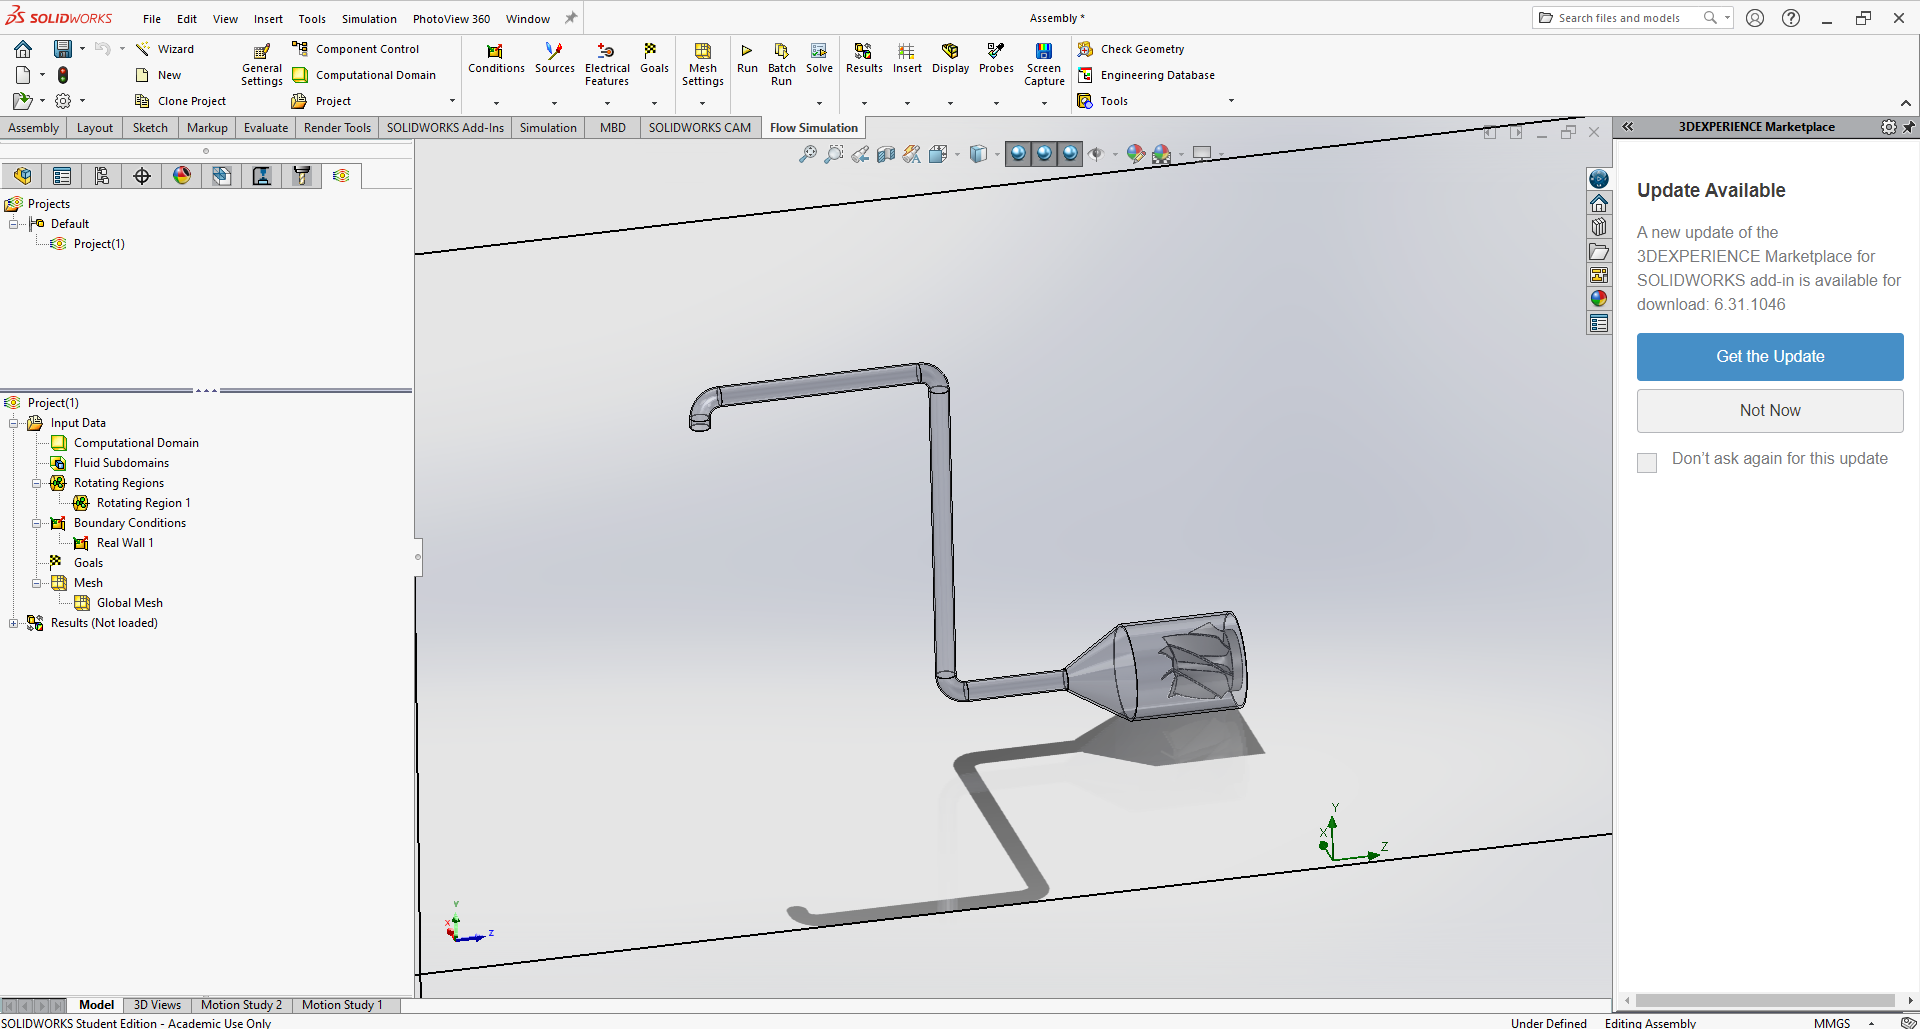 SOLIDWORKS
File Edit View Insert Tools Simulation PhotoView 360 Window
Assembly *
Search files and models
Wizard
New
Clone Project
General Settings
Component Control
Computational Domain
Project
Conditions
Sources
Electrical Features
Goals
Mesh Settings
Run
Batch Run
Solve
Results
Insert
Display
Probes
Screen Capture
Check Geometry
Engineering Database
Tools
Assembly Layout Sketch Markup Evaluate Render Tools SOLIDWORKS Add-Ins Simulation MBD SOLIDWORKS CAM Flow Simulation
3DEXPERIENCE Marketplace
Projects
Default
Project(1)
Project(1)
Input Data
Computational Domain
Fluid Subdomains
Rotating Regions
Rotating Region 1
Boundary Conditions
Real Wall 1
Goals
Mesh
Global Mesh
Results (Not loaded)
Y
X
Z
Y
X
Z
Update Available
A new update of the
3DEXPERIENCE Marketplace for
SOLIDWORKS add-in is available for
download: 6.31.1046
Get the Update
Not Now
Don't ask again for this update
Model 3D Views Motion Study 2 Motion Study 1
SOLIDWORKS Student Edition - Academic Use Only
Under Defined Editing Assembly MMGS